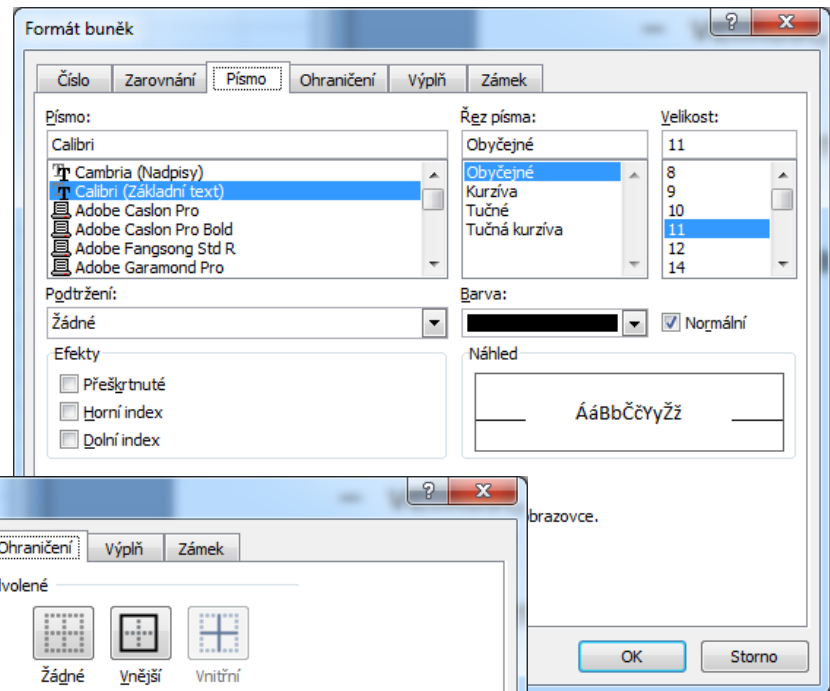 Formát buněk
Číslo Zarovnání Písmo Ohraničení Výplň Zámek
Písmo: Řez písma: Velikost:
Calibri Obyčejné 11
Cambria (Nadpisy) Obyčejné 8
Calibri (Základní text) Kurzíva 9
Adobe Caslon Pro Tučné 10
Adobe Caslon Pro Bold Tučná kurzíva 11
Adobe Fangsong Std R 12
Adobe Garamond Pro 14
Podtržení: Barva:
Žádné Normální
Efekty Náhled
Přeškrtnuté
Horní index ÁáBbČčYyŽž
Dolní index
brazovce.
Ohraničení Výplň Zámek
dvolené
Žádné Vnější Vnitřní
OK Storno